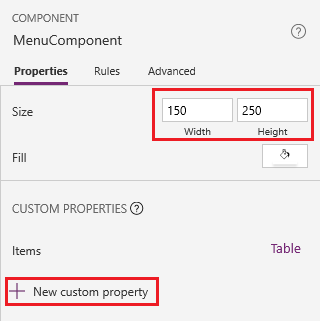 COMPONENT
MenuComponent
?
Properties Rules Advanced
Size 150 250
Width Height
Fill
CUSTOM PROPERTIES ?
Items Table
+ New custom property